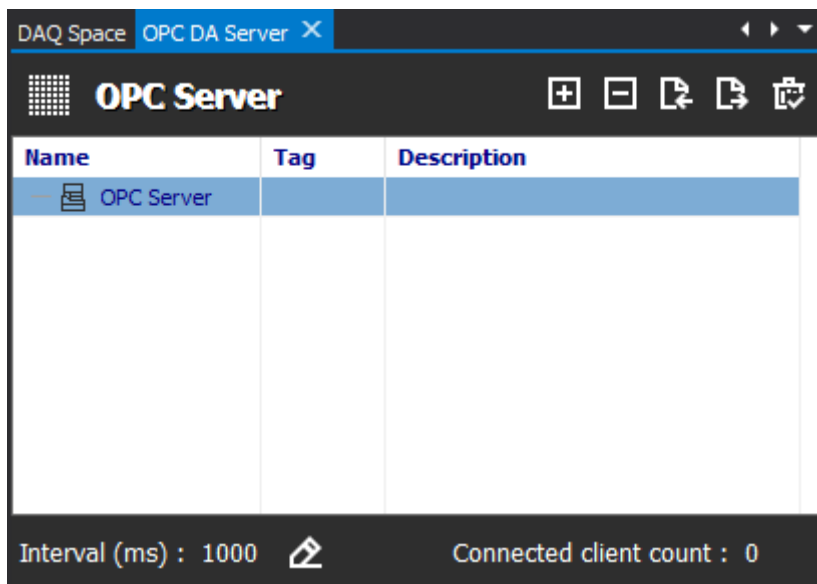 DAQ Space OPC DA Server
OPC Server
Name Tag Description
OPC Server
Interval (ms) : 1000 Connected client count : 0